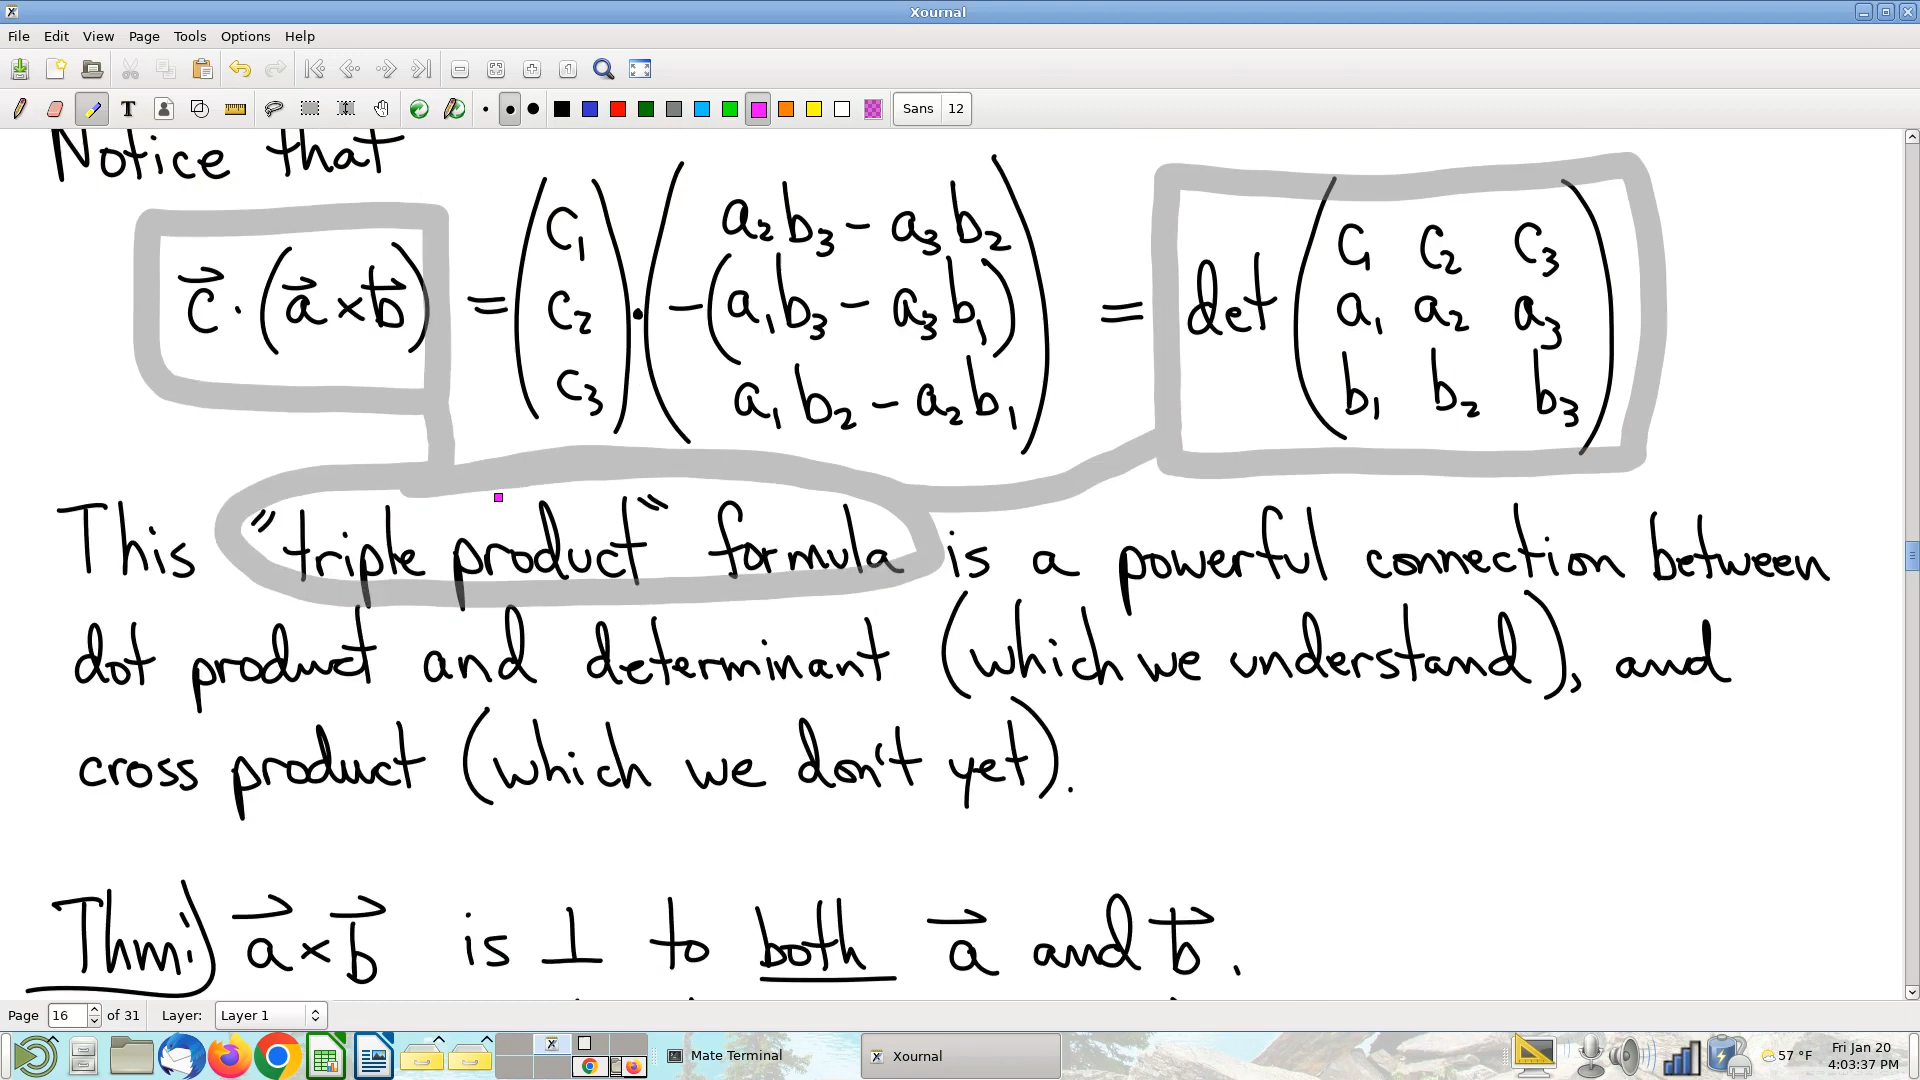 Xournal
File Edit View Page Tools Options Help
Sans 12
Notice that
c⃗ · (a⃗ × b⃗) = (c₁ c₂ c₃) · (a₂b₃ − a₃b₂  −(a₁b₃ − a₃b₁)  a₁b₂ − a₂b₁) = det (c₁ c₂ c₃  a₁ a₂ a₃  b₁ b₂ b₃)
This "triple product" formula is a powerful connection between
dot product and determinant (which we understand), and
cross product (which we don't yet).
Thm:) a⃗ × b⃗ is ⊥ to both a⃗ and b⃗.
Page 16 of 31 Layer: Layer 1
Mate Terminal
Xournal
57 °F
Fri Jan 20
4:03:37 PM